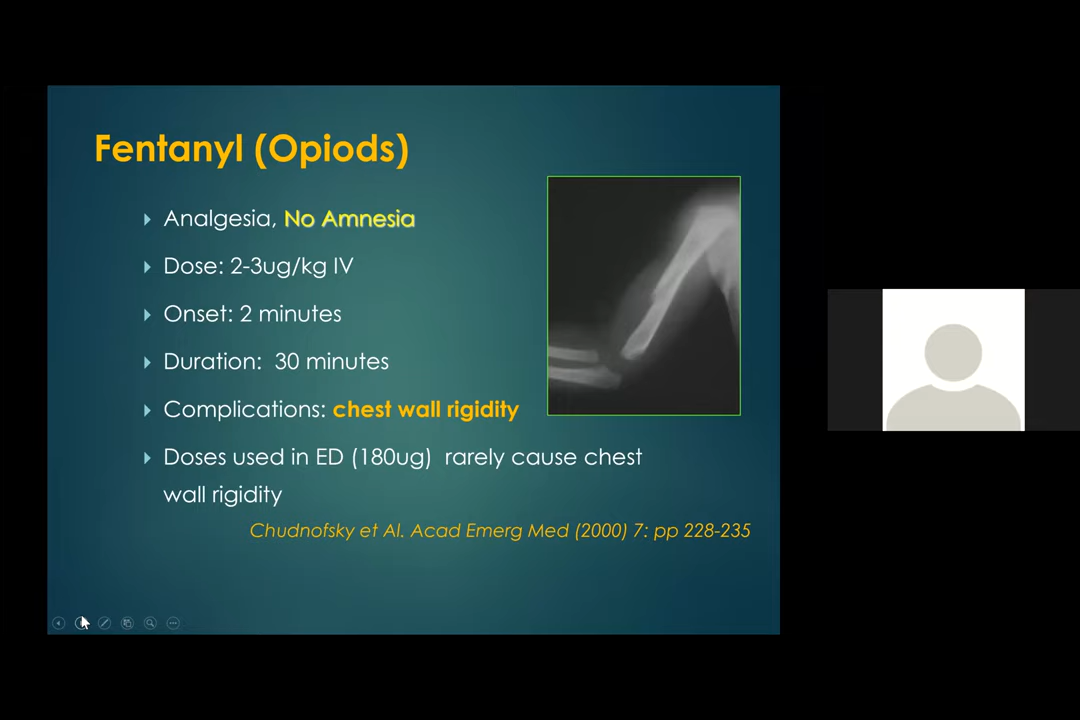 Fentanyl (Opiods)
Analgesia, No Amnesia
Dose: 2-3ug/kg IV
Onset: 2 minutes
Duration: 30 minutes
Complications: chest wall rigidity
Doses used in ED (180ug) rarely cause chest
wall rigidity
Chudnofsky et Al. Acad Emerg Med (2000) 7: pp 228-235